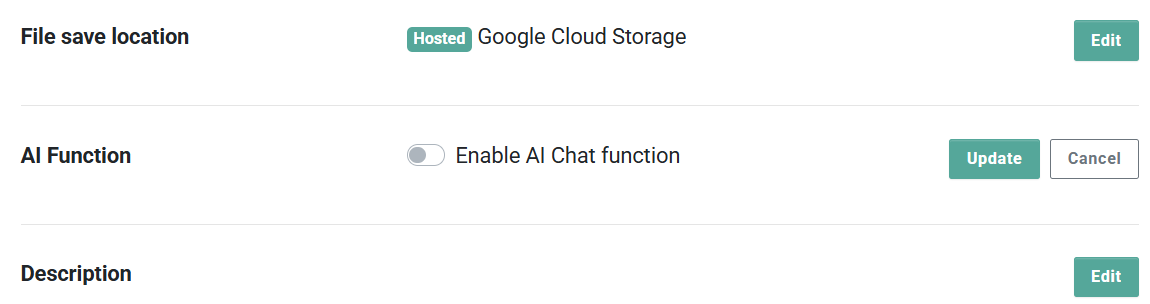 File save location Hosted Google Cloud Storage Edit
AI Function Enable AI Chat function Update Cancel
Description Edit